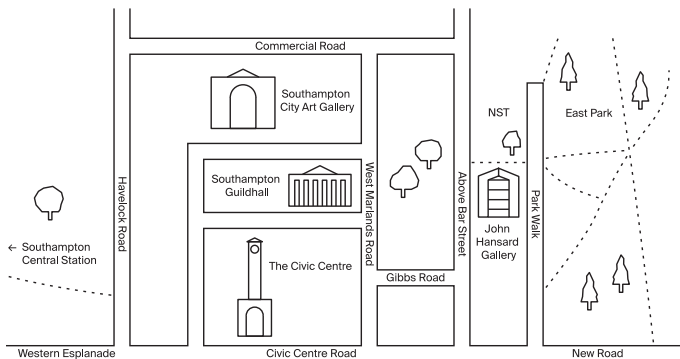 Commercial Road
Southampton
City Art Gallery
NST
East Park
Southampton
Guildhall
Havelock Road
West Marlands Road
Above Bar Street
Park Walk
John
Hansard
Gallery
← Southampton
Central Station
The Civic Centre
Gibbs Road
Western Esplanade
Civic Centre Road
New Road